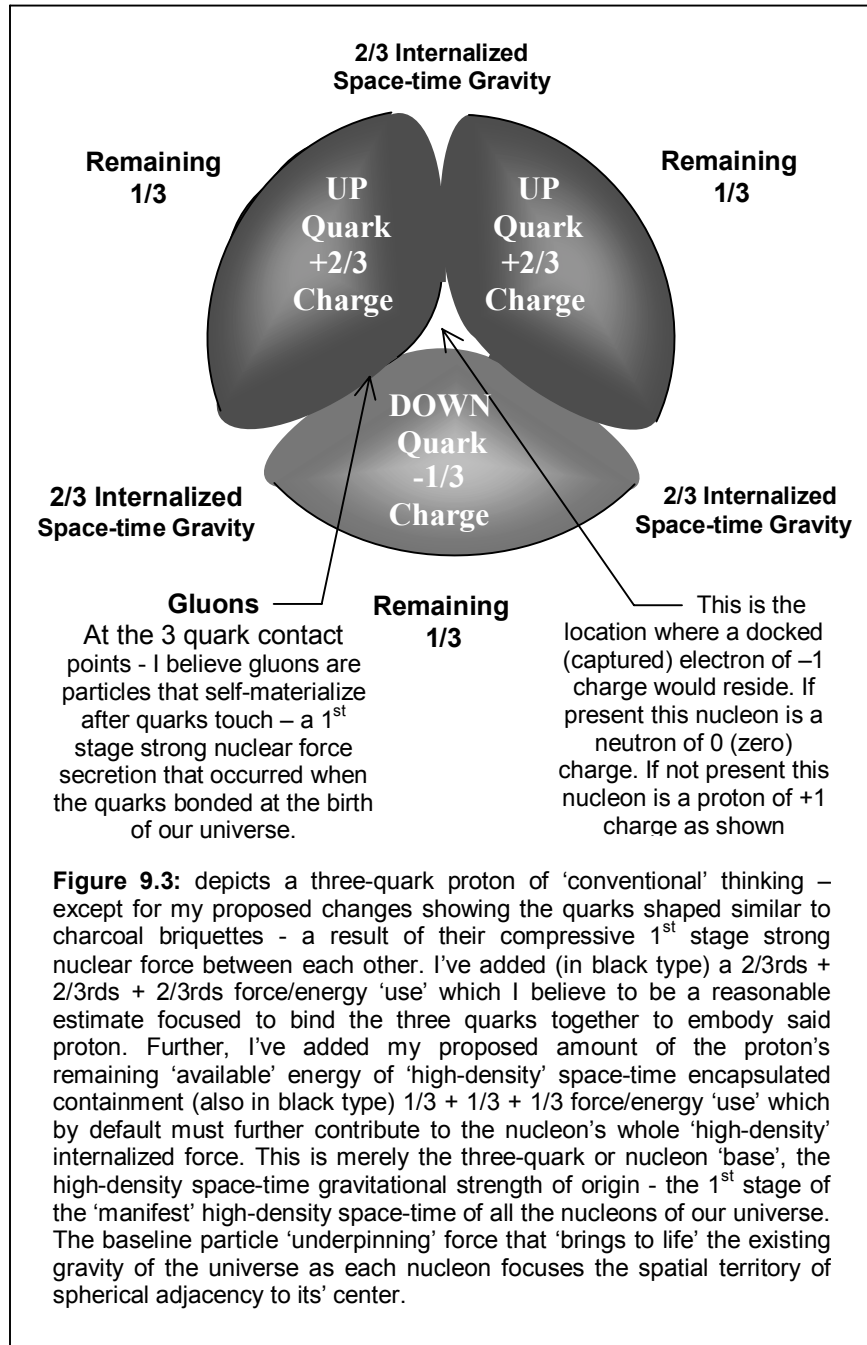 2/3 Internalized
Space-time Gravity
Remaining
1/3
Remaining
1/3
UP
Quark
+2/3
Charge
UP
Quark
+2/3
Charge
DOWN
Quark
-1/3
Charge
2/3 Internalized
Space-time Gravity
2/3 Internalized
Space-time Gravity
Gluons
At the 3 quark contact
points - I believe gluons are
particles that self-materialize
after quarks touch – a 1st
stage strong nuclear force
secretion that occurred when
the quarks bonded at the birth
of our universe.
Remaining
1/3
This is the
location where a docked
(captured) electron of –1
charge would reside. If
present this nucleon is a
neutron of 0 (zero)
charge. If not present this
nucleon is a proton of +1
charge as shown
Figure 9.3: depicts a three-quark proton of ‘conventional’ thinking –
except for my proposed changes showing the quarks shaped similar to
charcoal briquettes - a result of their compressive 1st stage strong
nuclear force between each other. I’ve added (in black type) a 2/3rds +
2/3rds + 2/3rds force/energy ‘use’ which I believe to be a reasonable
estimate focused to bind the three quarks together to embody said
proton. Further, I’ve added my proposed amount of the proton’s
remaining ‘available’ energy of ‘high-density’ space-time encapsulated
containment (also in black type) 1/3 + 1/3 + 1/3 force/energy ‘use’ which
by default must further contribute to the nucleon’s whole ‘high-density’
internalized force. This is merely the three-quark or nucleon ‘base’, the
high-density space-time gravitational strength of origin - the 1st stage of
the ‘manifest’ high-density space-time of all the nucleons of our universe.
The baseline particle ‘underpinning’ force that ‘brings to life’ the existing
gravity of the universe as each nucleon focuses the spatial territory of
spherical adjacency to its’ center.